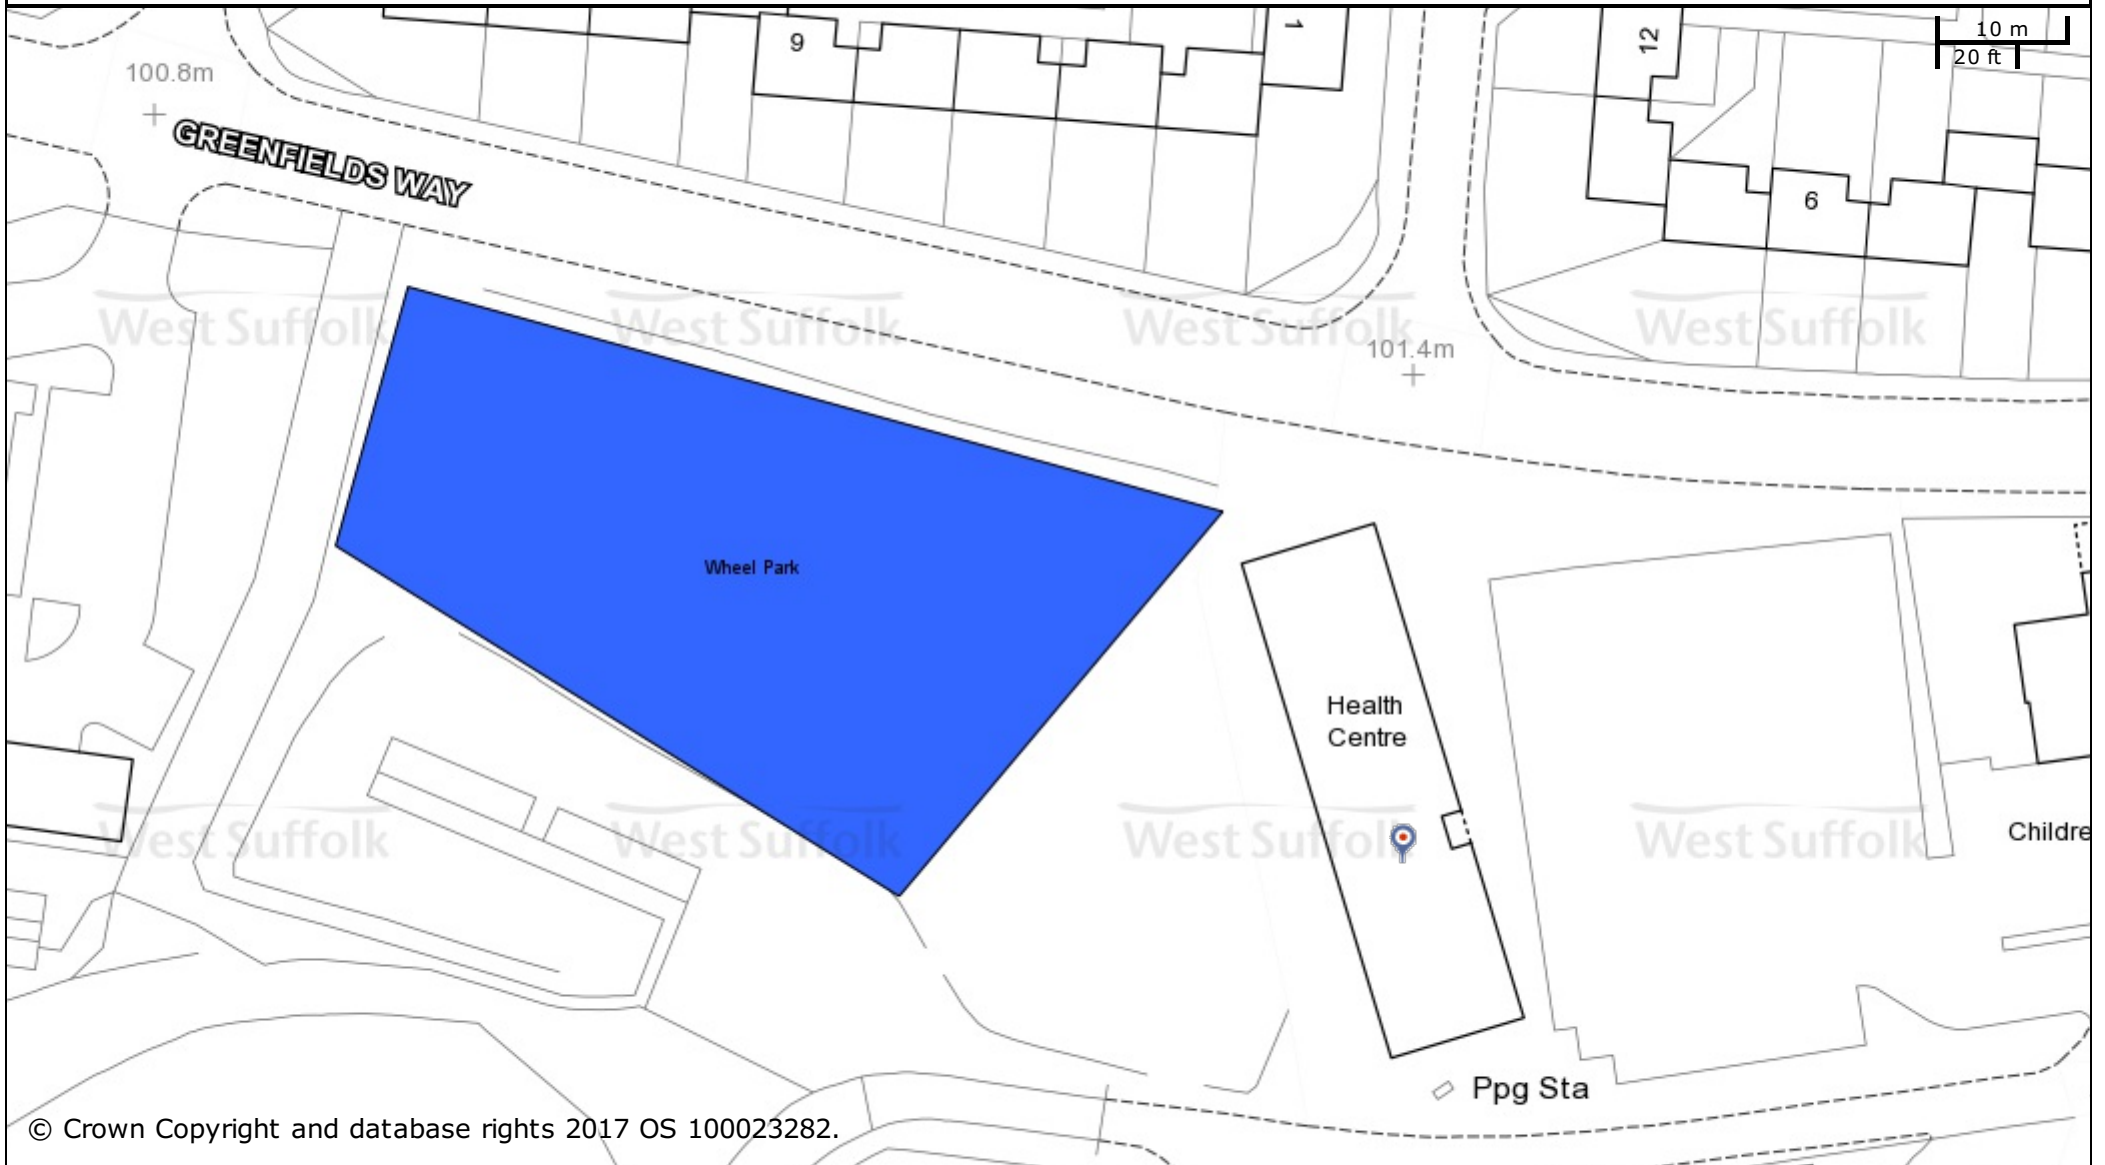 9
1
12
10 m
20 ft
100.8m
GREENFIELDS WAY
6
West Suffolk
West Suffolk
West Suffolk
West Suffolk
101.4m
Wheel Park
Health
Centre
West Suffolk
West Suffolk
West Suffolk
West Suffolk
Childre
Ppg Sta
© Crown Copyright and database rights 2017 OS 100023282.